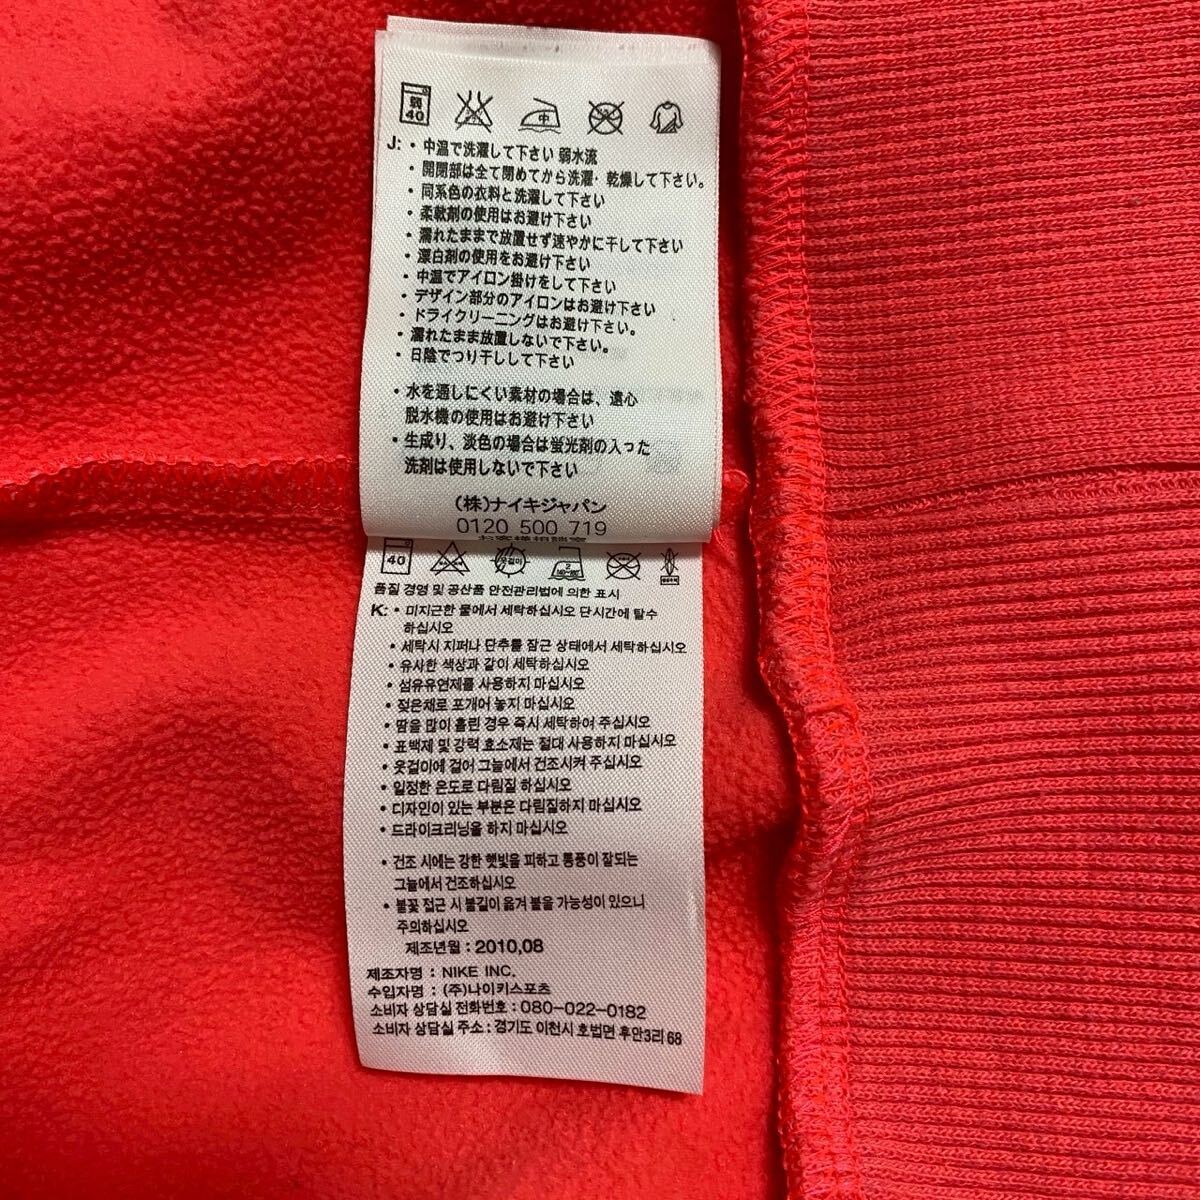 弱
40
中
J: • 中温で洗濯して下さい 弱水流
• 開閉部は全て閉めてから洗濯・乾燥して下さい。
• 同系色の衣料と洗濯して下さい
• 柔軟剤の使用はお避け下さい
• 濡れたままで放置せず速やかに干して下さい
• 漂白剤の使用をお避け下さい
• 中温でアイロン掛けをして下さい
• デザイン部分のアイロンはお避け下さい
• ドライクリーニングはお避け下さい。
• 濡れたまま放置しないで下さい。
• 日陰でつり干しして下さい
• 水を通しにくい素材の場合は、遠心
脱水機の使用はお避け下さい
• 生成り、淡色の場合は蛍光剤の入った
洗剤は使用しないで下さい
(株)ナイキジャパン
0120 500 719
お客様相談室
40
품질 경영 및 공산품 안전관리법에 의한 표시
K: • 미지근한 물에서 세탁하십시오 단시간에 탈수
하십시오
• 세탁시 지퍼나 단추를 잠근 상태에서 세탁하십시오
• 유사한 색상과 같이 세탁하십시오
• 섬유유연제를 사용하지 마십시오
• 젖은채로 포개어 놓지 마십시오
• 땀을 많이 흘린 경우 즉시 세탁하여 주십시오
• 표백제 및 강력 효소제는 절대 사용하지 마십시오
• 옷걸이에 걸어 그늘에서 건조시켜 주십시오
• 일정한 온도로 다림질 하십시오
• 디자인이 있는 부분은 다림질하지 마십시오
• 드라이크리닝을 하지 마십시오
• 건조 시에는 강한 햇빛을 피하고 통풍이 잘되는
그늘에서 건조하십시오
• 불꽃 접근 시 불길이 옮겨 붙을 가능성이 있으니
주의하십시오
제조년월 : 2010,08
제조자명 : NIKE INC.
수입자명 : (주)나이키스포츠
소비자 상담실 전화번호 : 080-022-0182
소비자 상담실 주소 : 경기도 이천시 호법면 후안3리 68